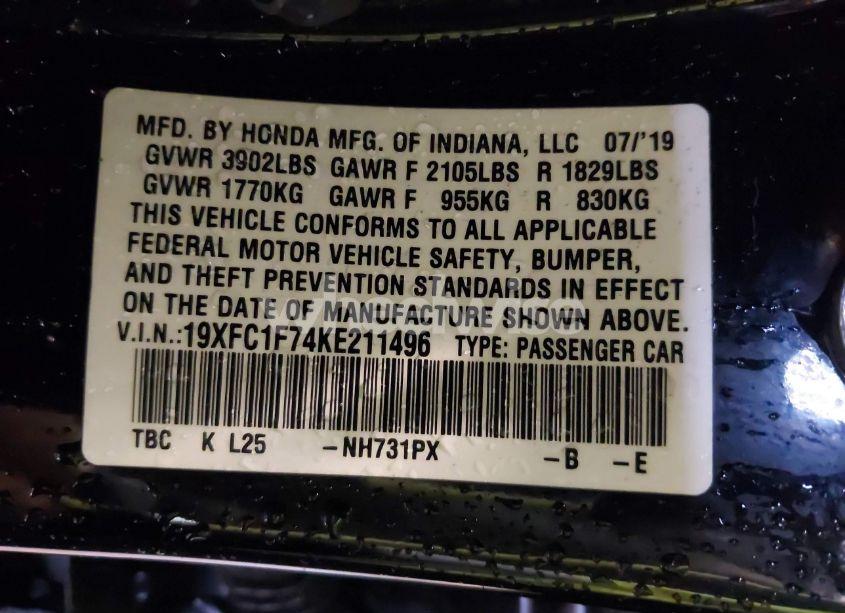 MFD. BY HONDA MFG. OF INDIANA, LLC 07/'19
GVWR 3902LBS GAWR F 2105LBS R 1829LBS
GVWR 1770KG GAWR F 955KG R 830KG
THIS VEHICLE CONFORMS TO ALL APPLICABLE
FEDERAL MOTOR VEHICLE SAFETY, BUMPER,
AND THEFT PREVENTION STANDARDS IN EFFECT
ON THE DATE OF MANUFACTURE SHOWN ABOVE.
V.I.N.:19XFC1F74KE211496 TYPE: PASSENGER CAR
TBC K L25 -NH731PX -B -E